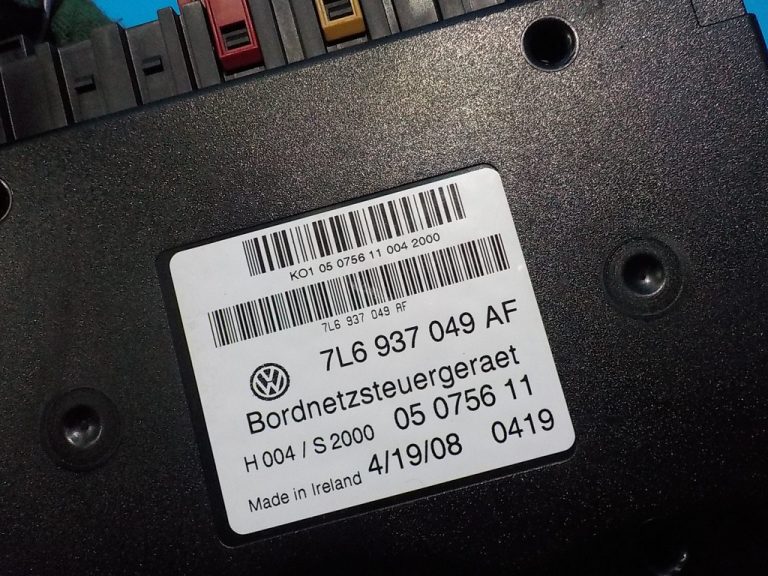 KO1 05 0756 11 004 2000
7L6 937 049 AF
7L6 937 049 AF
Bordnetzsteuergeraet
H 004 / S 2000 05 0756 11
Made in Ireland 4/19/08 0419